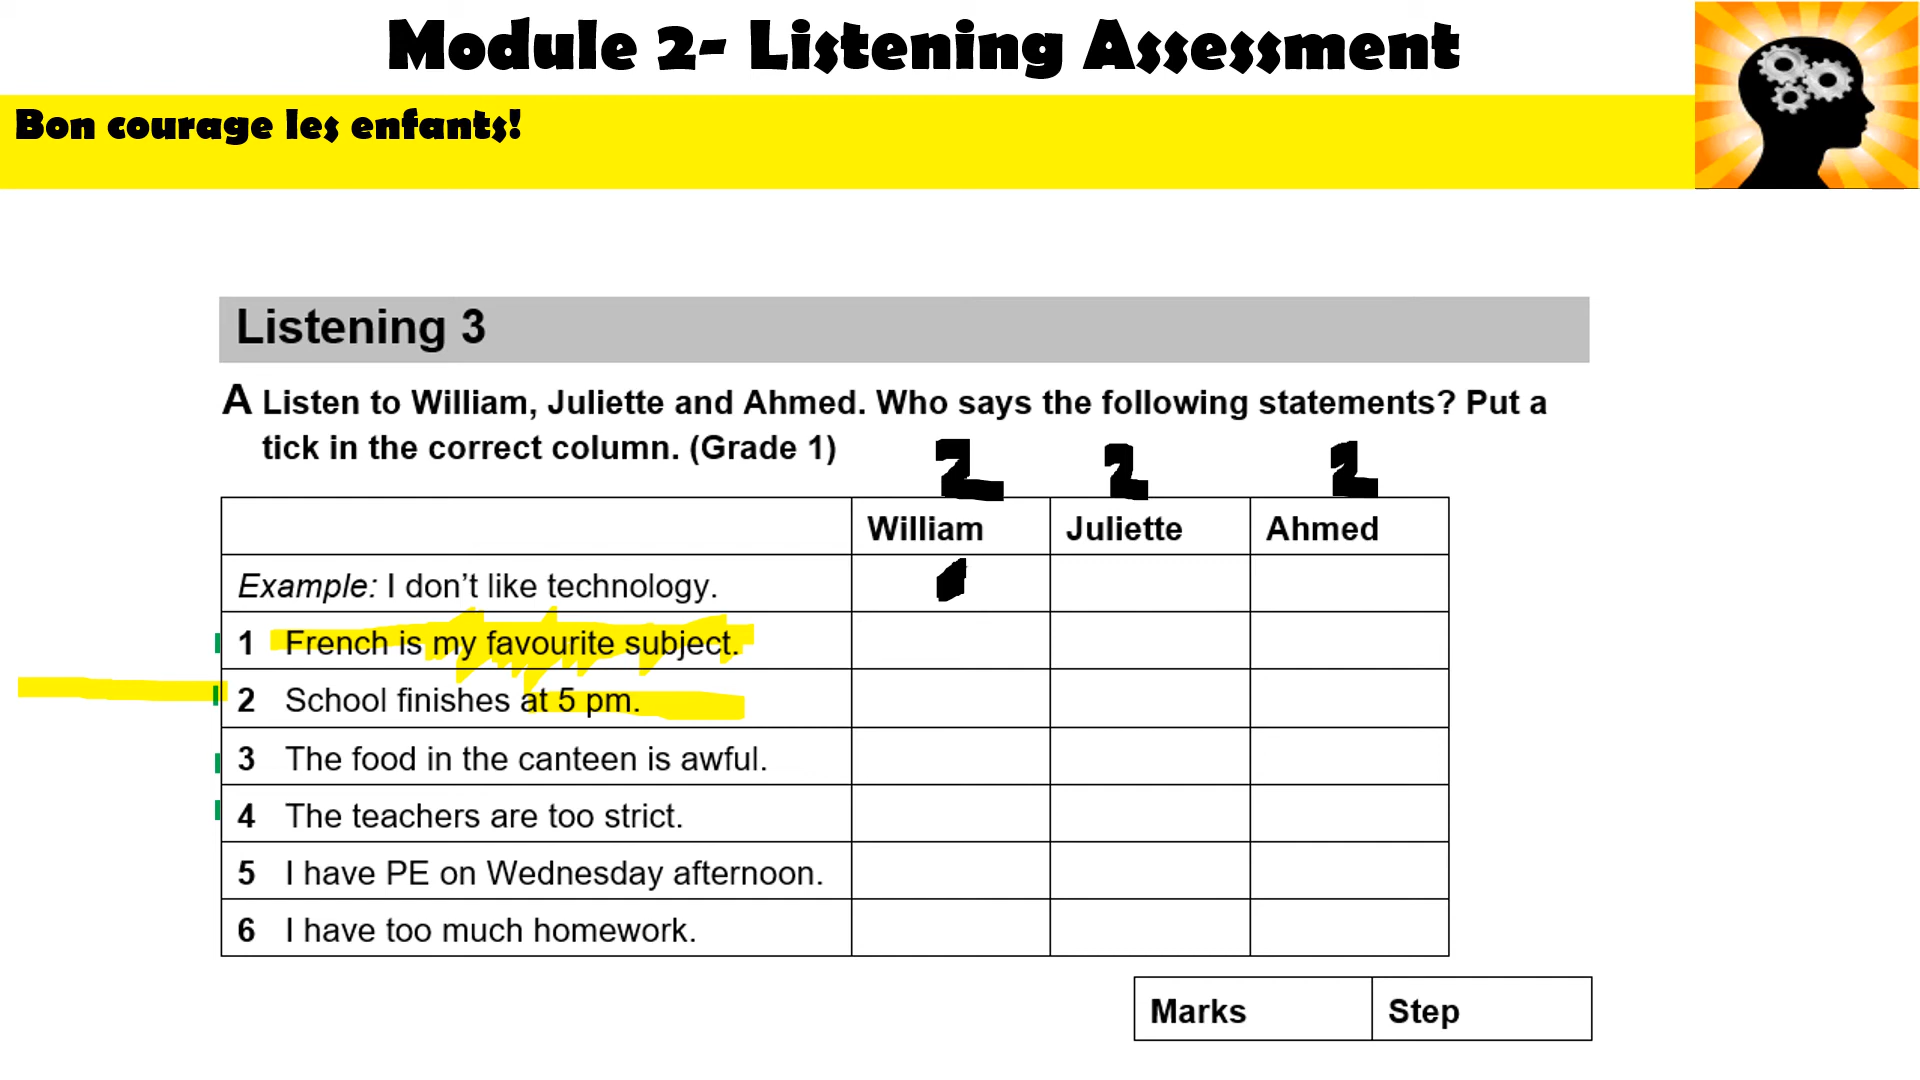 Module 2- Listening Assessment
Bon courage les enfants!
Listening 3
A Listen to William, Juliette and Ahmed. Who says the following statements? Put a
tick in the correct column. (Grade 1)
2 2 2
William Juliette Ahmed
Example: I don't like technology.
1 French is my favourite subject.
2 School finishes at 5 pm.
3 The food in the canteen is awful.
4 The teachers are too strict.
5 I have PE on Wednesday afternoon.
6 I have too much homework.
Marks Step